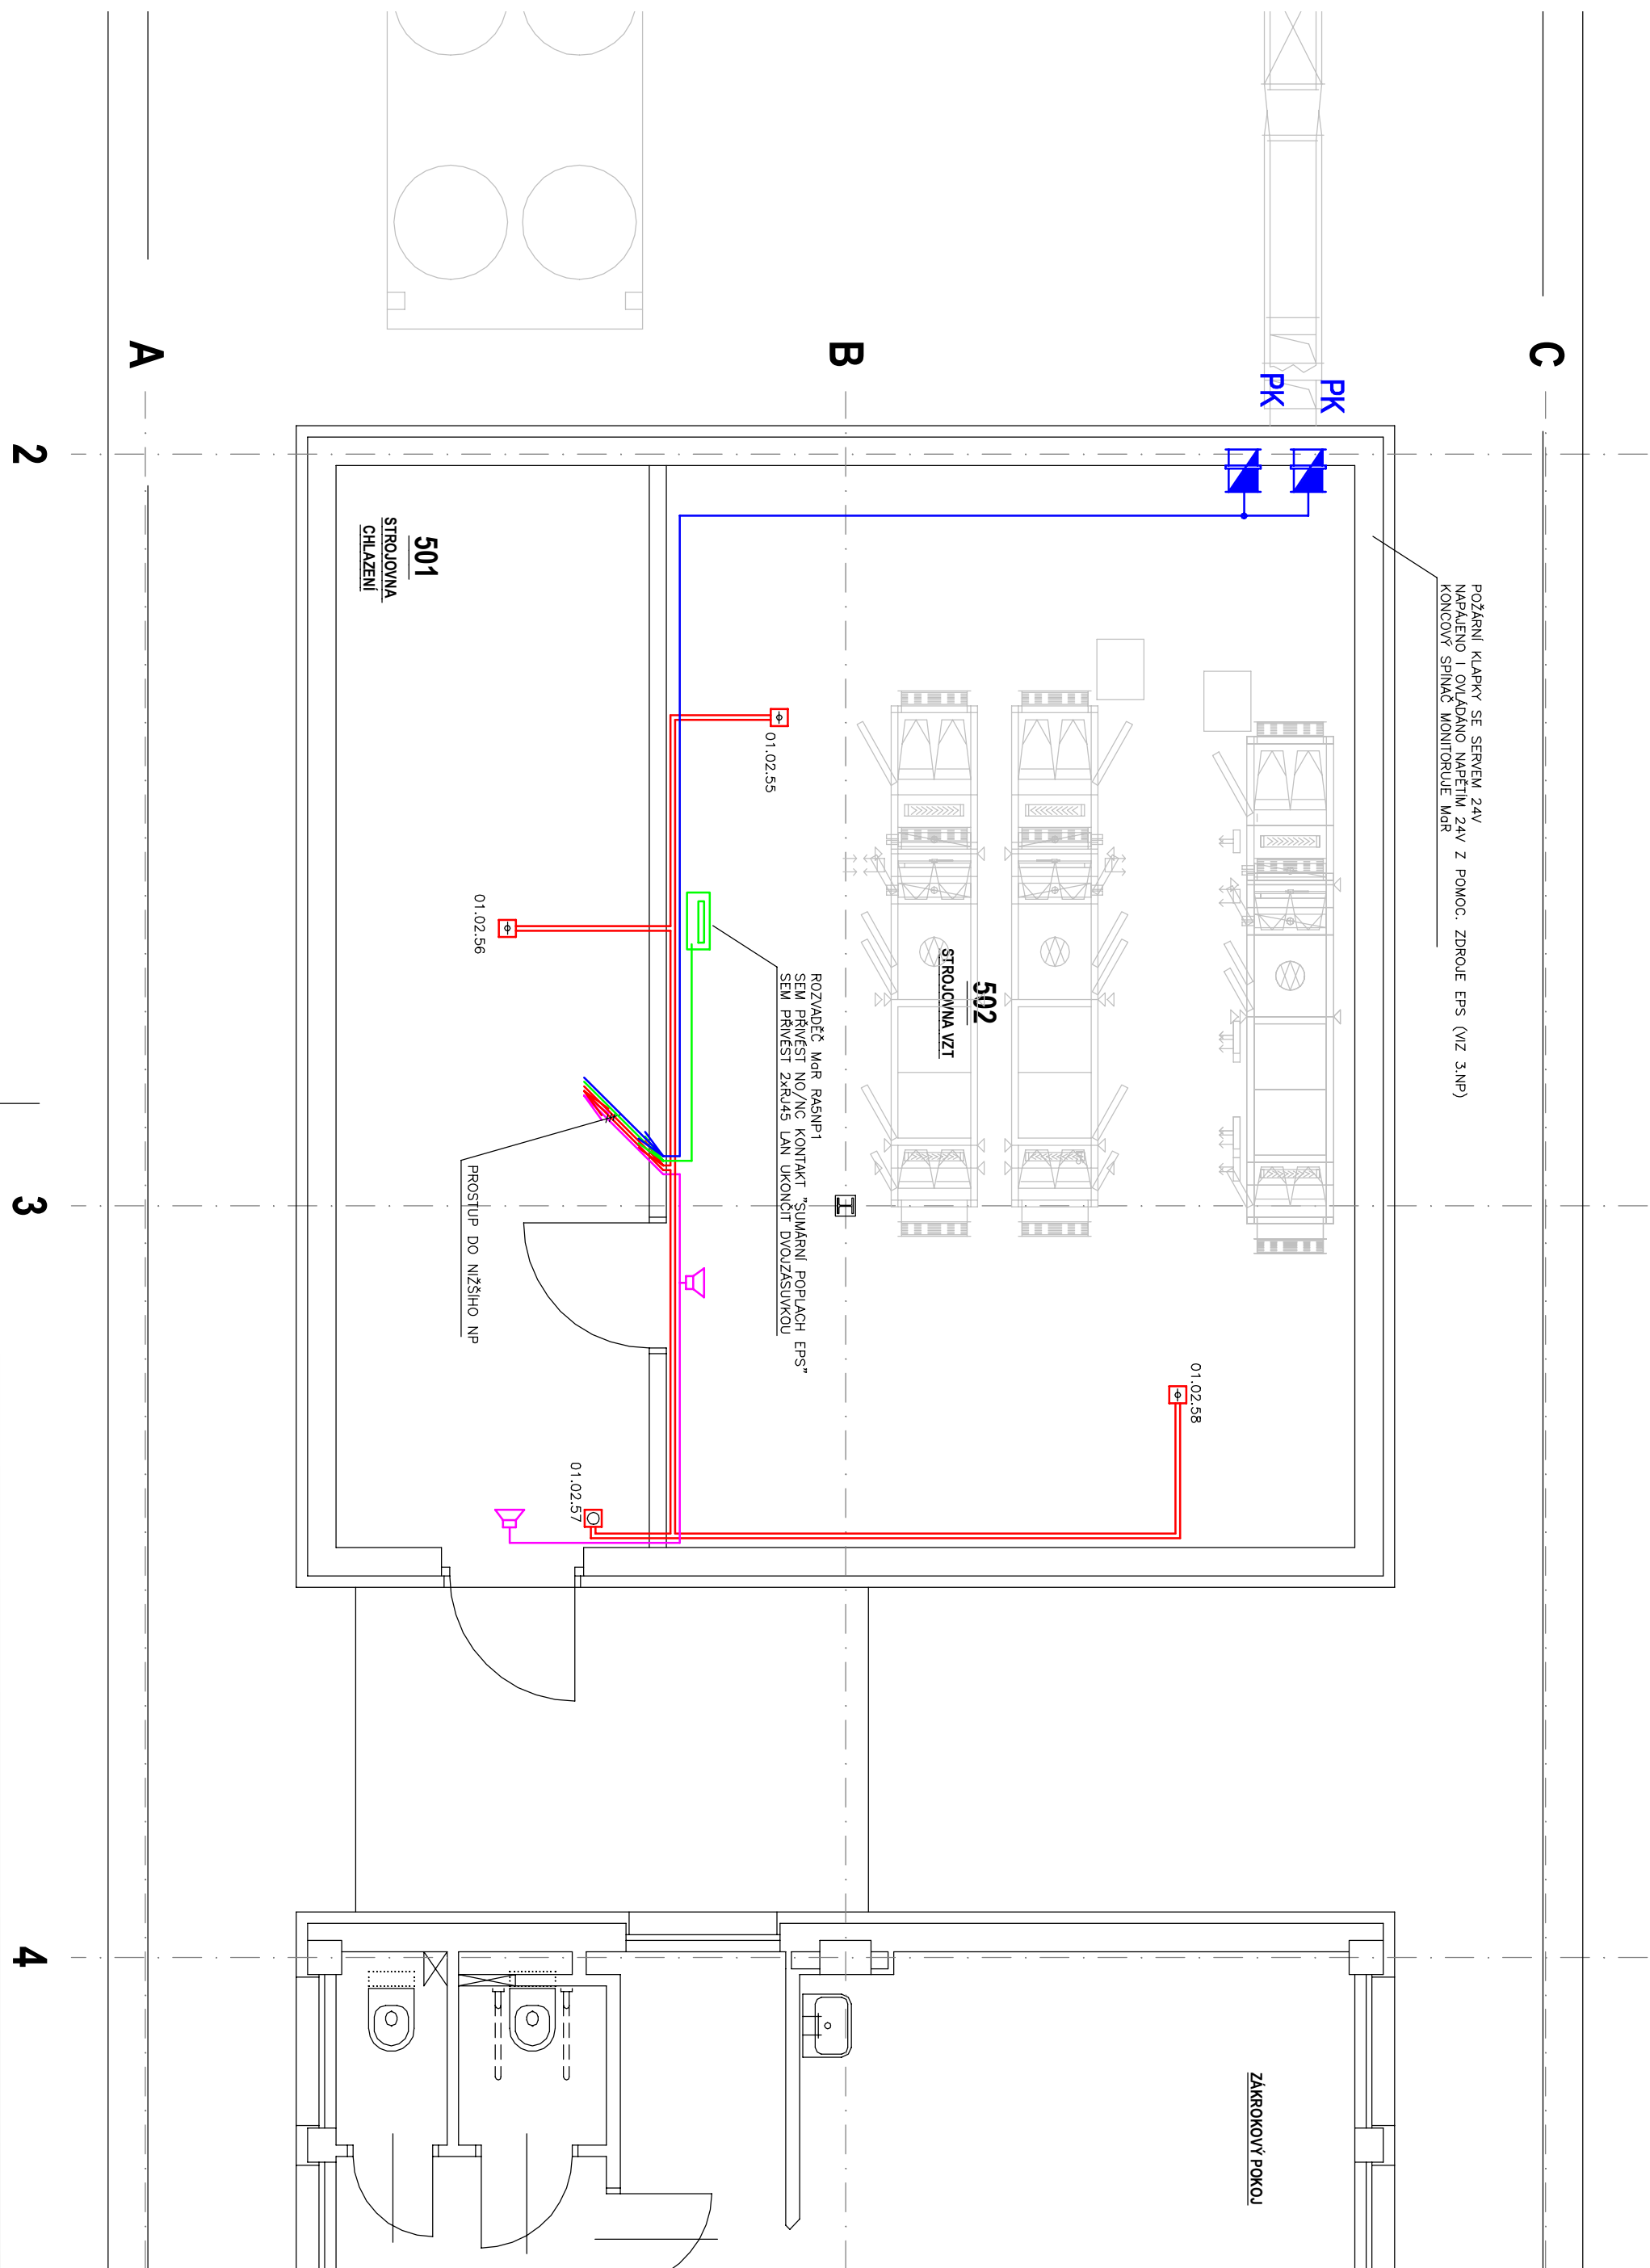 A
B
C
2
3
4
PK
PK
POŽÁRNÍ KLAPKY SE SERVEM 24V
NAPÁJENO I OVLÁDÁNO NAPĚTÍM 24V Z POMOC. ZDROJE EPS (VIZ 3.NP)
KONCOVÝ SPÍNAČ MONITORUJE MaR
501
STROJOVNA
CHLAZENÍ
01.02.55
01.02.56
502
STROJOVNA VZT
ROZVADĚČ MaR RA5NP1
SEM PŘIVÉST NO/NC KONTAKT "SUMÁRNÍ POPLACH EPS"
SEM PŘIVÉST 2xRJ45 LAN UKONČIT DVOJZÁSUVKOU
PROSTUP DO NIŽŠÍHO NP
01.02.58
01.02.57
ZÁKROKOVÝ POKOJ